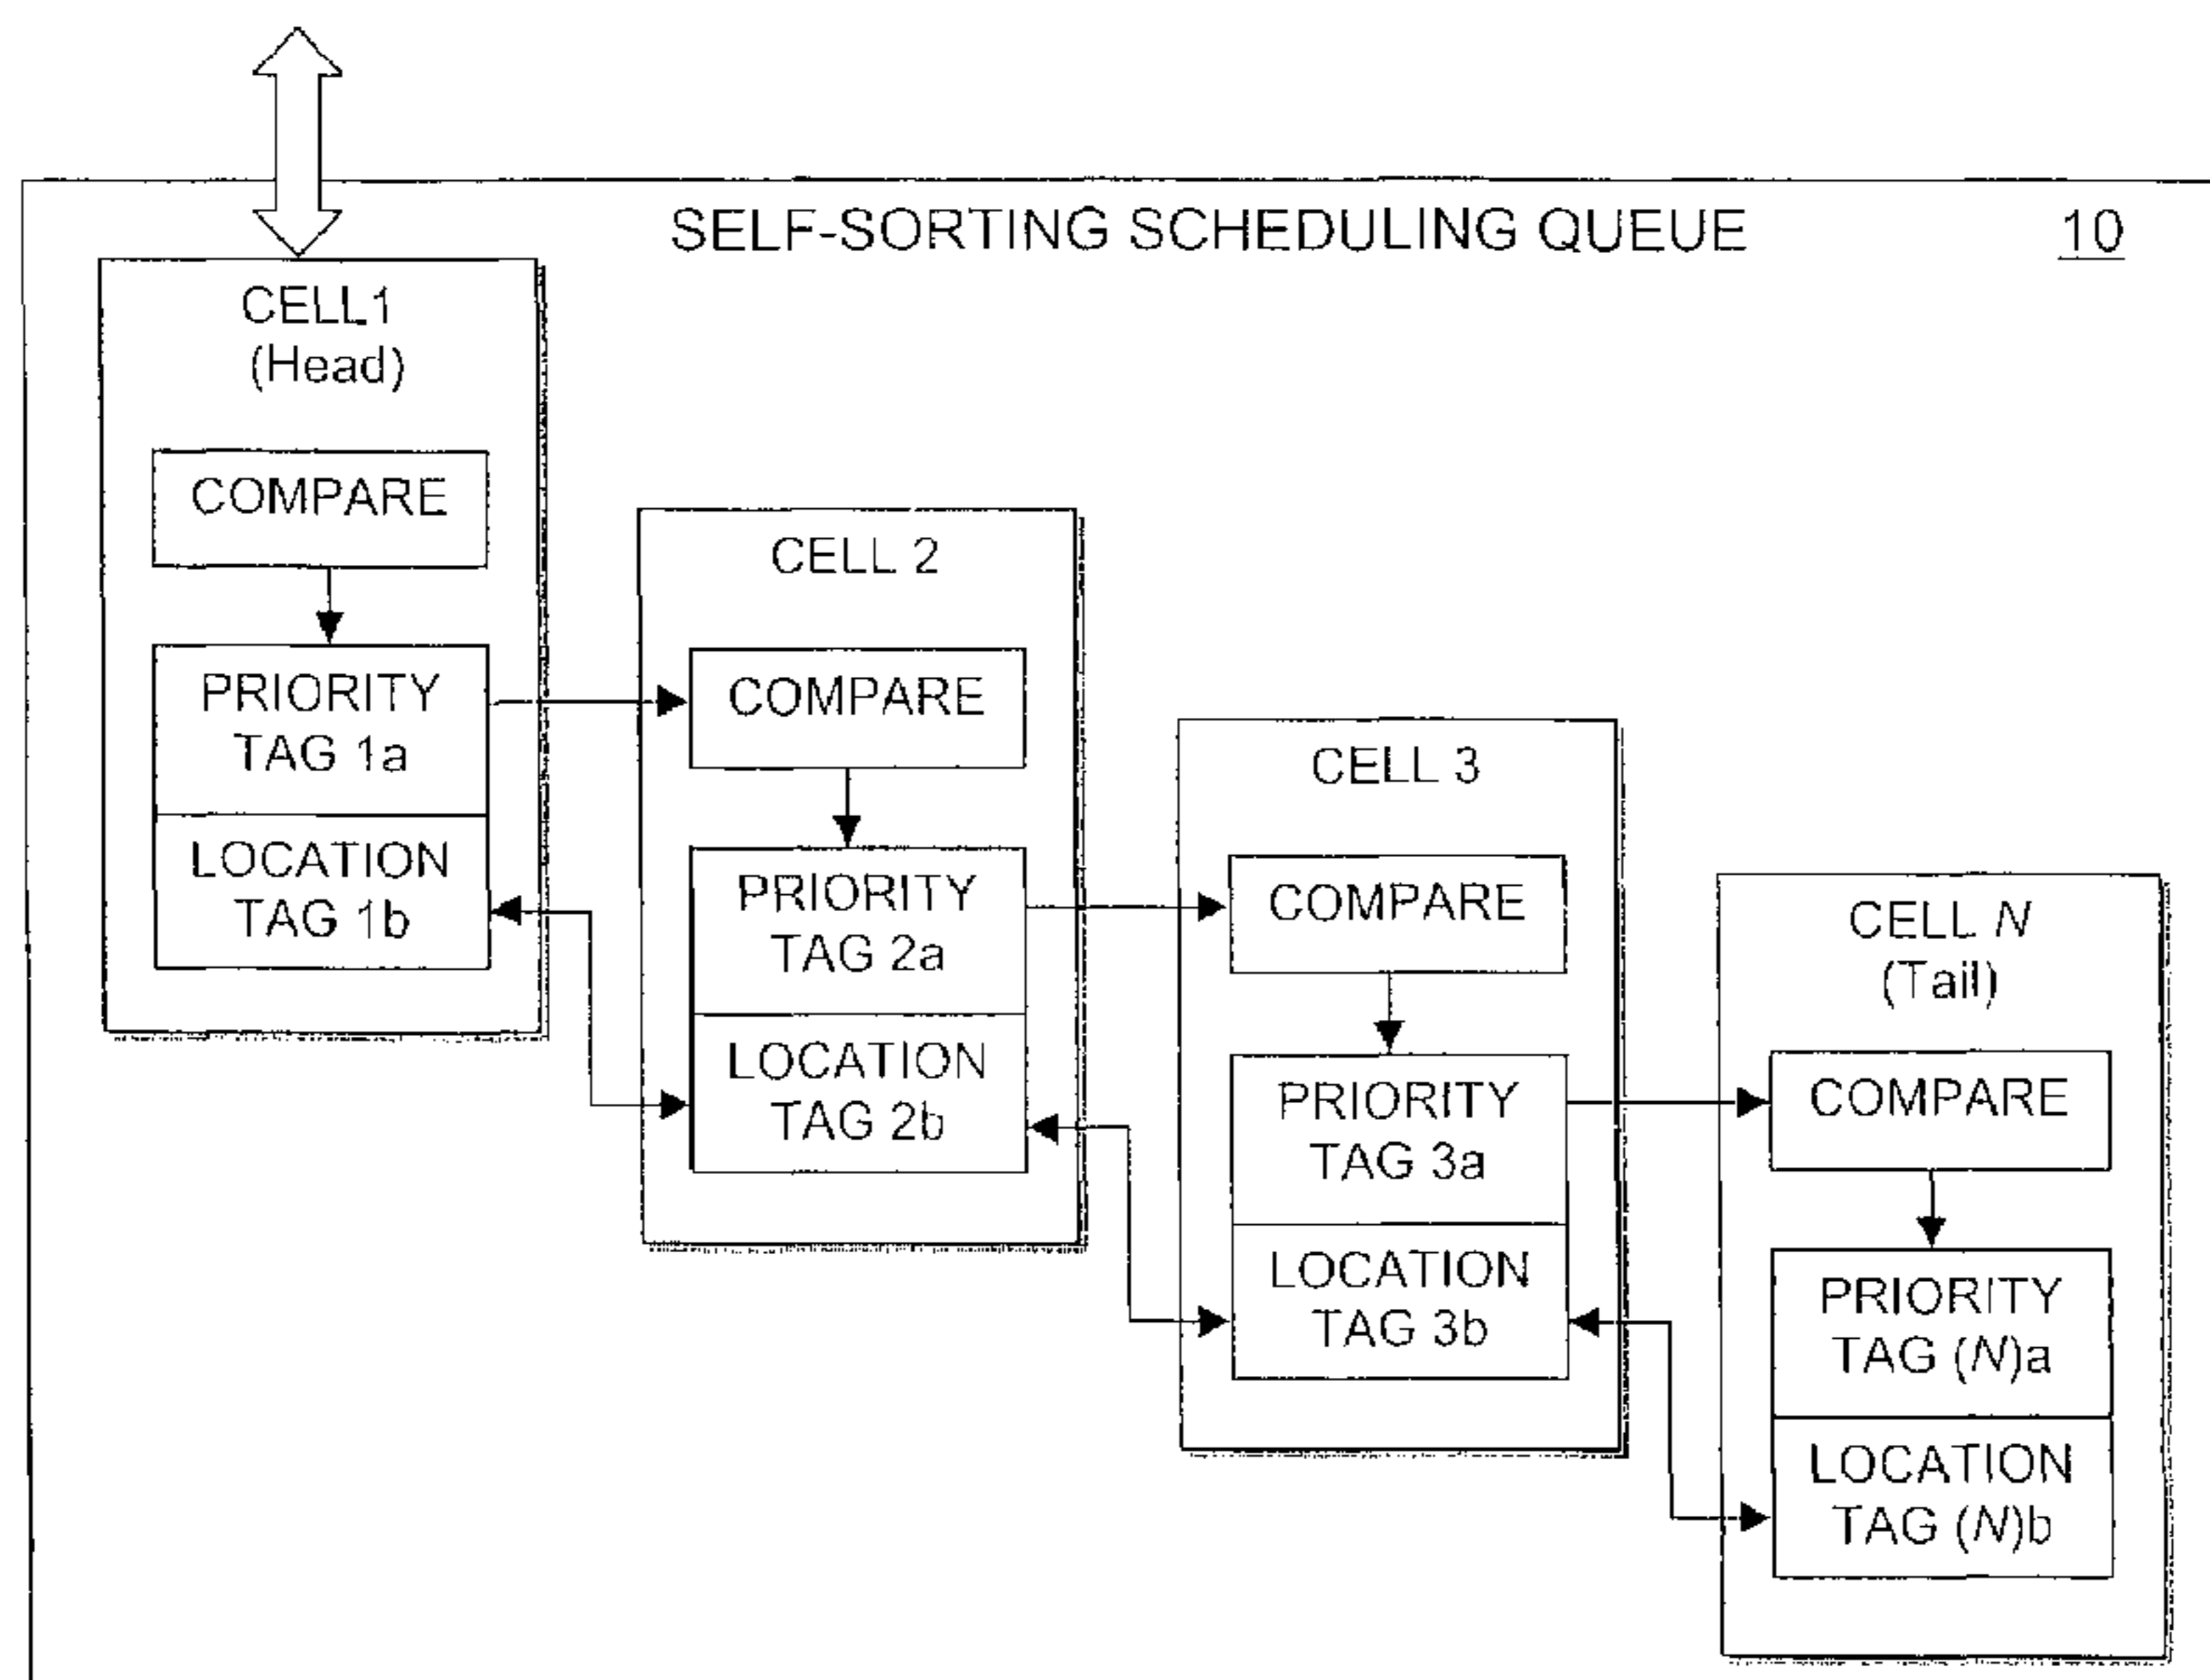 SELF-SORTING SCHEDULING QUEUE
10
CELL1
(Head)
COMPARE
PRIORITY
TAG 1a
LOCATION
TAG 1b
CELL 2
COMPARE
PRIORITY
TAG 2a
LOCATION
TAG 2b
CELL 3
COMPARE
PRIORITY
TAG 3a
LOCATION
TAG 3b
CELL N
(Tail)
COMPARE
PRIORITY
TAG (N)a
LOCATION
TAG (N)b